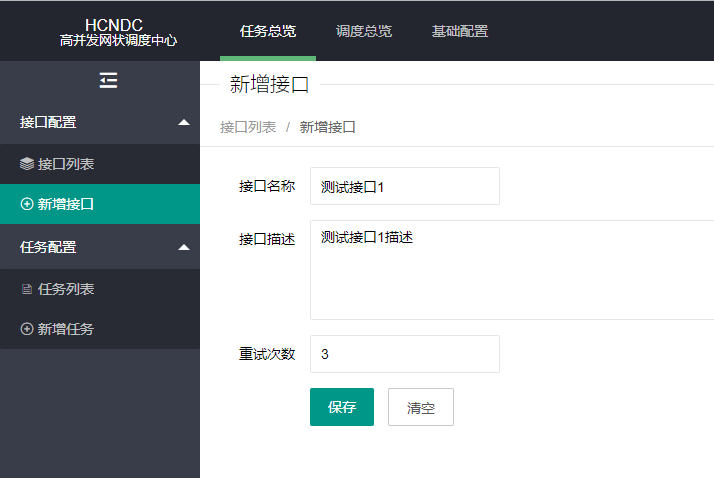 HCNDC
高并发网状调度中心
任务总览 调度总览 基础配置
接口配置
接口列表
新增接口
任务配置
任务列表
新增任务
新增接口
接口列表 / 新增接口
接口名称 测试接口1
接口描述 测试接口1描述
重试次数 3
保存 清空